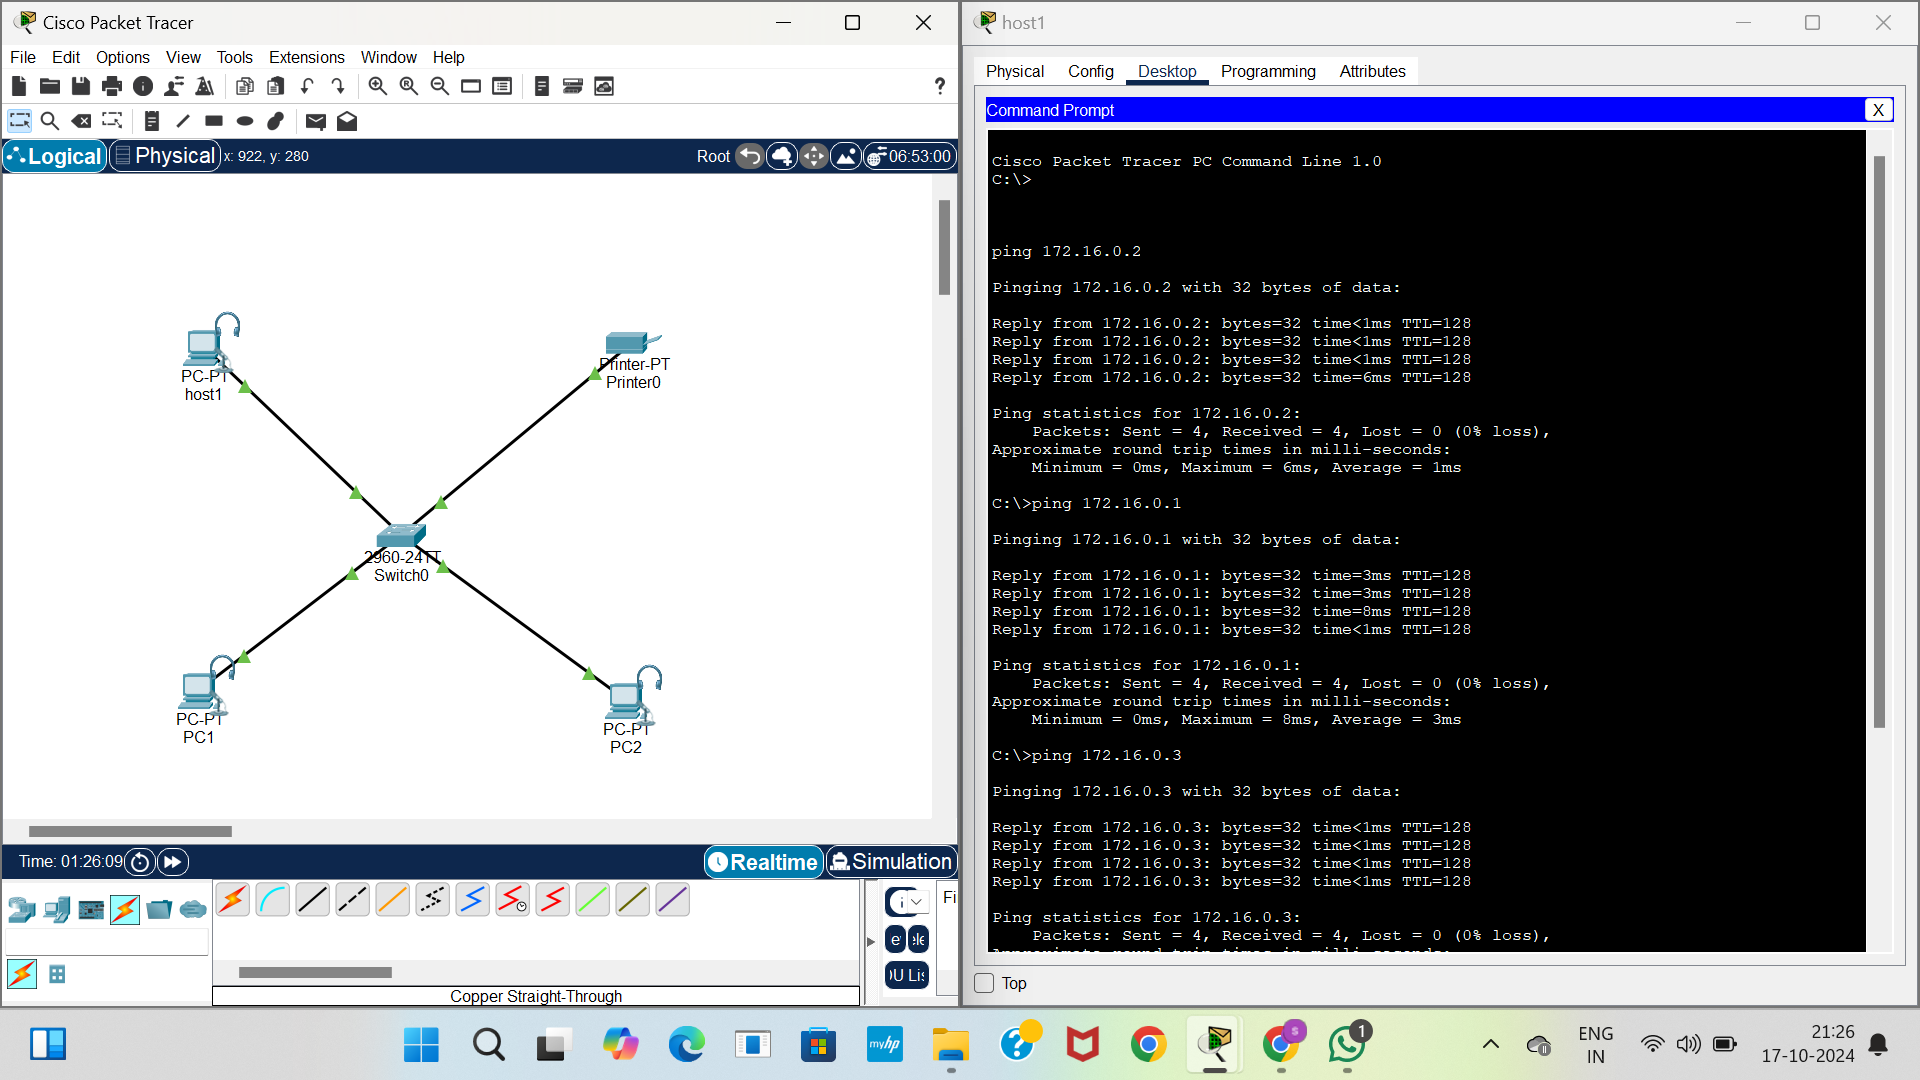 Cisco Packet Tracer
File Edit Options View Tools Extensions Window Help
?
Logical Physical x: 922, y: 280 Root 06:53:00
PC-PT
host1
Printer-PT
Printer0
2960-24TT
Switch0
PC-PT
PC1
PC-PT
PC2
Time: 01:26:09 Realtime Simulation
Fi
Copper Straight-Through
host1
Physical Config Desktop Programming Attributes
Command Prompt X
Cisco Packet Tracer PC Command Line 1.0
C:\>
ping 172.16.0.2
Pinging 172.16.0.2 with 32 bytes of data:
Reply from 172.16.0.2: bytes=32 time<1ms TTL=128
Reply from 172.16.0.2: bytes=32 time<1ms TTL=128
Reply from 172.16.0.2: bytes=32 time<1ms TTL=128
Reply from 172.16.0.2: bytes=32 time=6ms TTL=128
Ping statistics for 172.16.0.2:
Packets: Sent = 4, Received = 4, Lost = 0 (0% loss),
Approximate round trip times in milli-seconds:
Minimum = 0ms, Maximum = 6ms, Average = 1ms
C:\>ping 172.16.0.1
Pinging 172.16.0.1 with 32 bytes of data:
Reply from 172.16.0.1: bytes=32 time=3ms TTL=128
Reply from 172.16.0.1: bytes=32 time=3ms TTL=128
Reply from 172.16.0.1: bytes=32 time=8ms TTL=128
Reply from 172.16.0.1: bytes=32 time<1ms TTL=128
Ping statistics for 172.16.0.1:
Packets: Sent = 4, Received = 4, Lost = 0 (0% loss),
Approximate round trip times in milli-seconds:
Minimum = 0ms, Maximum = 8ms, Average = 3ms
C:\>ping 172.16.0.3
Pinging 172.16.0.3 with 32 bytes of data:
Reply from 172.16.0.3: bytes=32 time<1ms TTL=128
Reply from 172.16.0.3: bytes=32 time<1ms TTL=128
Reply from 172.16.0.3: bytes=32 time<1ms TTL=128
Reply from 172.16.0.3: bytes=32 time<1ms TTL=128
Ping statistics for 172.16.0.3:
Packets: Sent = 4, Received = 4, Lost = 0 (0% loss),
Approximate round trip times in milli-seconds:
Top
myhp
S
1
ENG
IN
21:26
17-10-2024